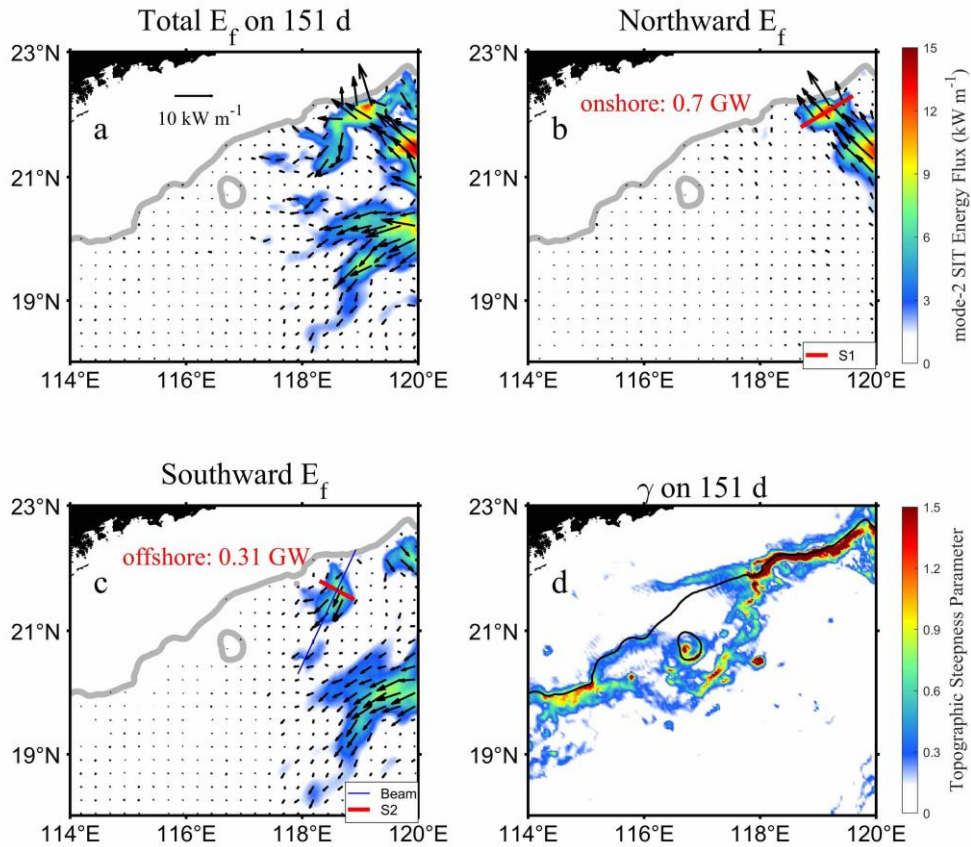 Total E_f on 151 d
23°N
21°N
19°N
a
10 kW m⁻¹
114°E 116°E 118°E 120°E
Northward E_f
23°N
21°N
19°N
b
onshore: 0.7 GW
S1
114°E 116°E 118°E 120°E
15
12
9
6
3
0
mode-2 SIT Energy Flux (kW m⁻¹)
Southward E_f
23°N
21°N
19°N
offshore: 0.31 GW
c
Beam
S2
114°E 116°E 118°E 120°E
γ on 151 d
23°N
21°N
19°N
d
114°E 116°E 118°E 120°E
1.5
1.2
0.9
0.6
0.3
0
Topographic Steepness Parameter